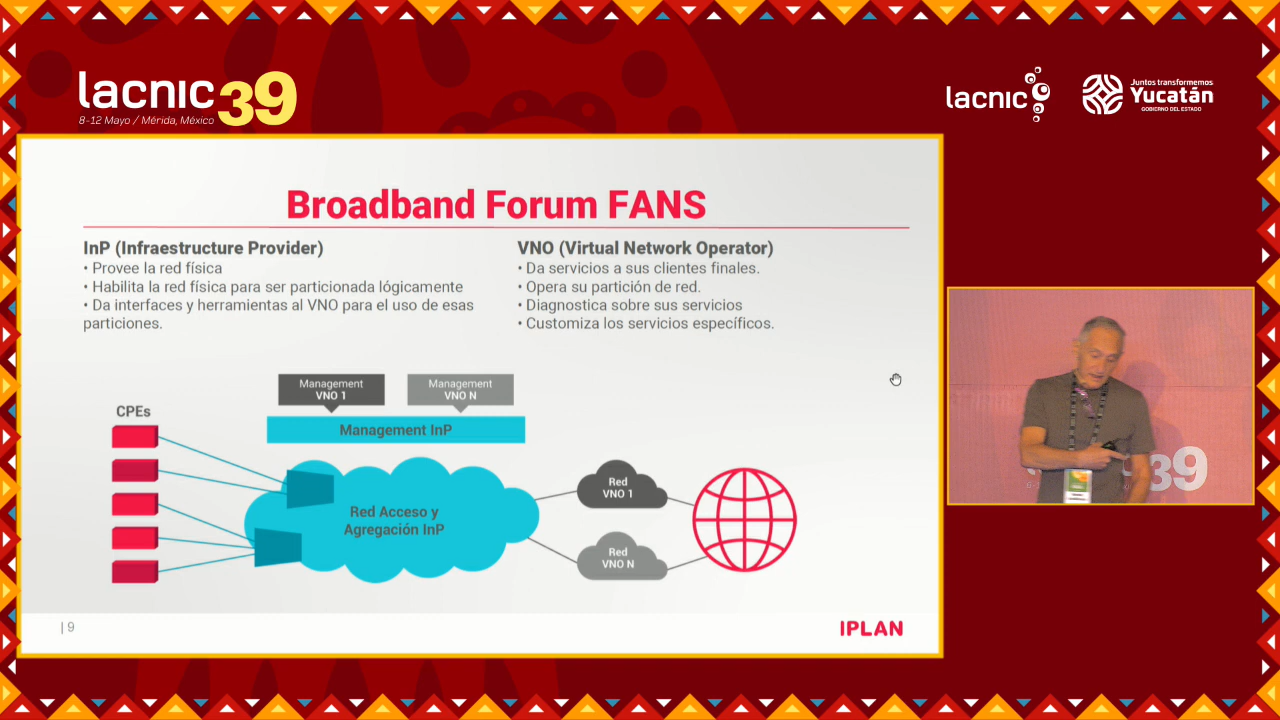 lacnic 39
8-12 Mayo / Mérida, México
lacnic
Juntos transformemos
Yucatán
GOBIERNO DEL ESTADO
Broadband Forum FANS
InP (Infraestructure Provider)
• Provee la red física
• Habilita la red física para ser particionada lógicamente
• Da interfaces y herramientas al VNO para el uso de esas
particiones.
VNO (Virtual Network Operator)
• Da servicios a sus clientes finales.
• Opera su partición de red.
• Diagnostica sobre sus servicios
• Customiza los servicios específicos.
Management
VNO 1
Management
VNO N
CPEs
Management InP
Red Acceso y
Agregación InP
Red
VNO 1
Red
VNO N
39
| 9
IPLAN